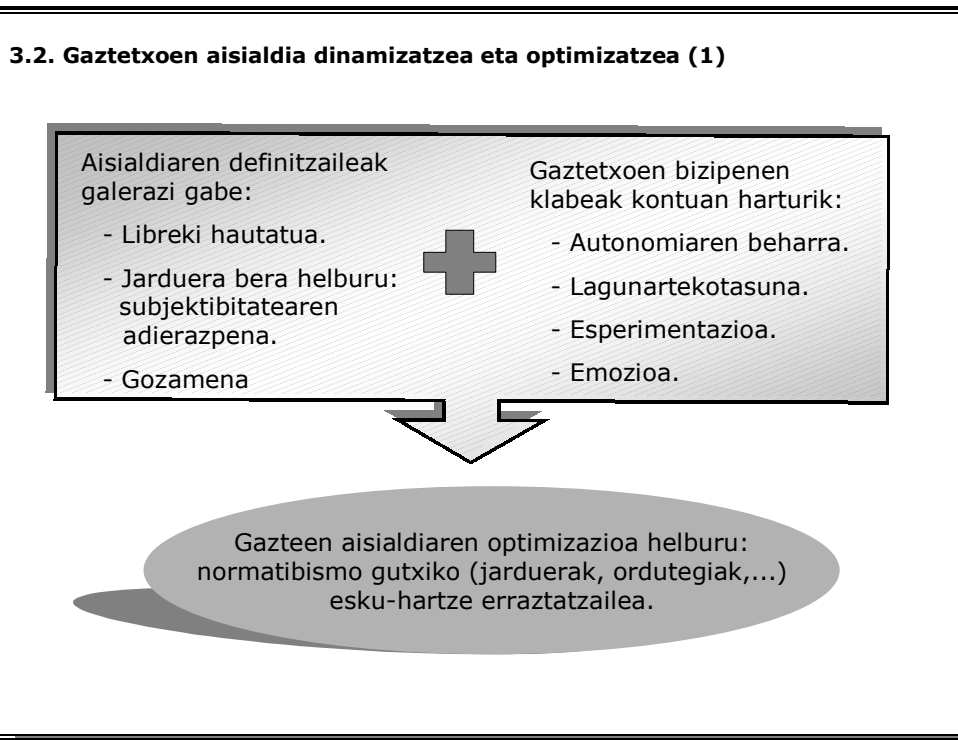 3.2. Gaztetxoen aisialdia dinamizatzea eta optimizatzea (1)
Aisialdiaren definitzaileak
galerazi gabe:
- Libreki hautatua.
- Jarduera bera helburu:
subjektibitatearen
adierazpena.
- Gozamena
Gaztetxoen bizipenen
klabeak kontuan harturik:
- Autonomiaren beharra.
- Lagunartekotasuna.
- Esperimentazioa.
- Emozioa.
Gazteen aisialdiaren optimizazioa helburu:
normatibismo gutxiko (jarduerak, ordutegiak,...)
esku-hartze erraztatzailea.